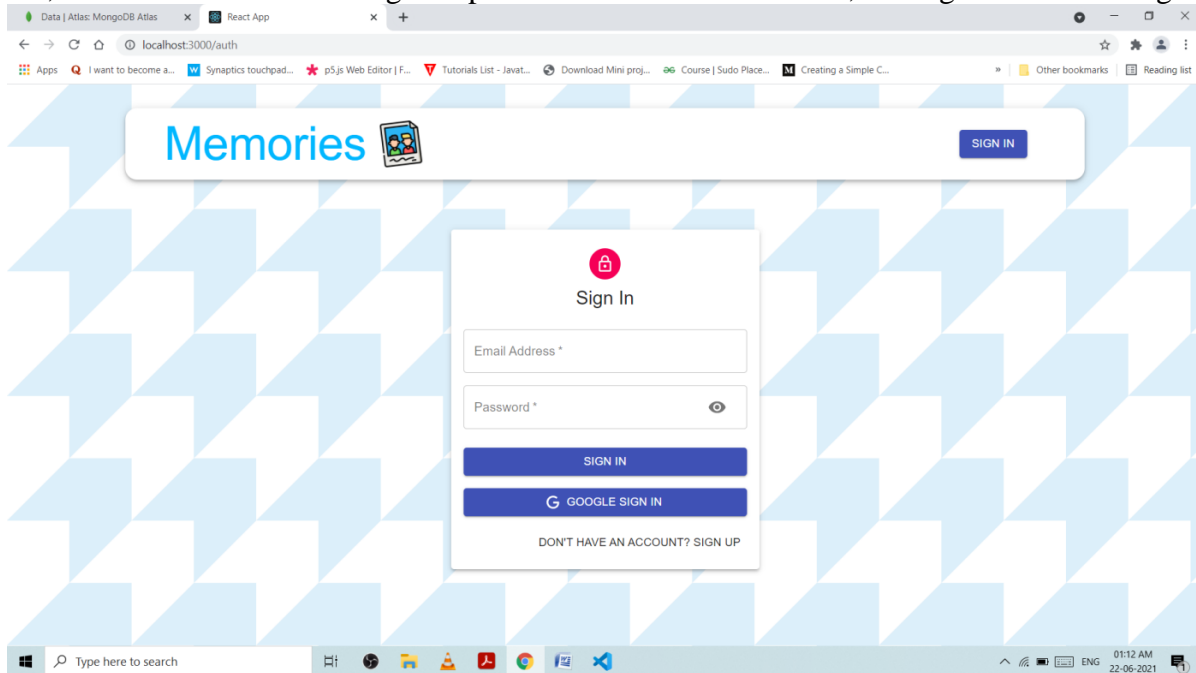 Data | Atlas: MongoDB Atlas
React App
localhost:3000/auth
Apps
I want to become a...
Synaptics touchpad...
p5.js Web Editor | F...
Tutorials List - Javat...
Download Mini proj...
Course | Sudo Place...
Creating a Simple C...
»
Other bookmarks
Reading list
Memories
SIGN IN
Sign In
Email Address *
Password *
SIGN IN
GOOGLE SIGN IN
DON'T HAVE AN ACCOUNT? SIGN UP
Type here to search
ENG
01:12 AM
22-06-2021